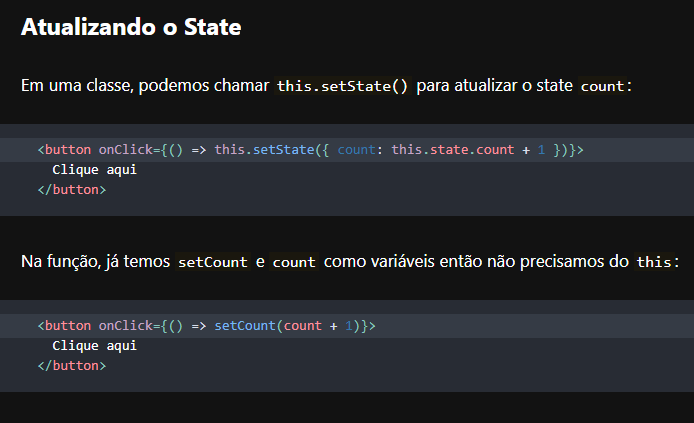 Atualizando o State
Em uma classe, podemos chamar this.setState() para atualizar o state count:
<button onClick={() => this.setState({ count: this.state.count + 1 })}>
  Clique aqui
</button>
Na função, já temos setCount e count como variáveis então não precisamos do this:
<button onClick={() => setCount(count + 1)}>
  Clique aqui
</button>